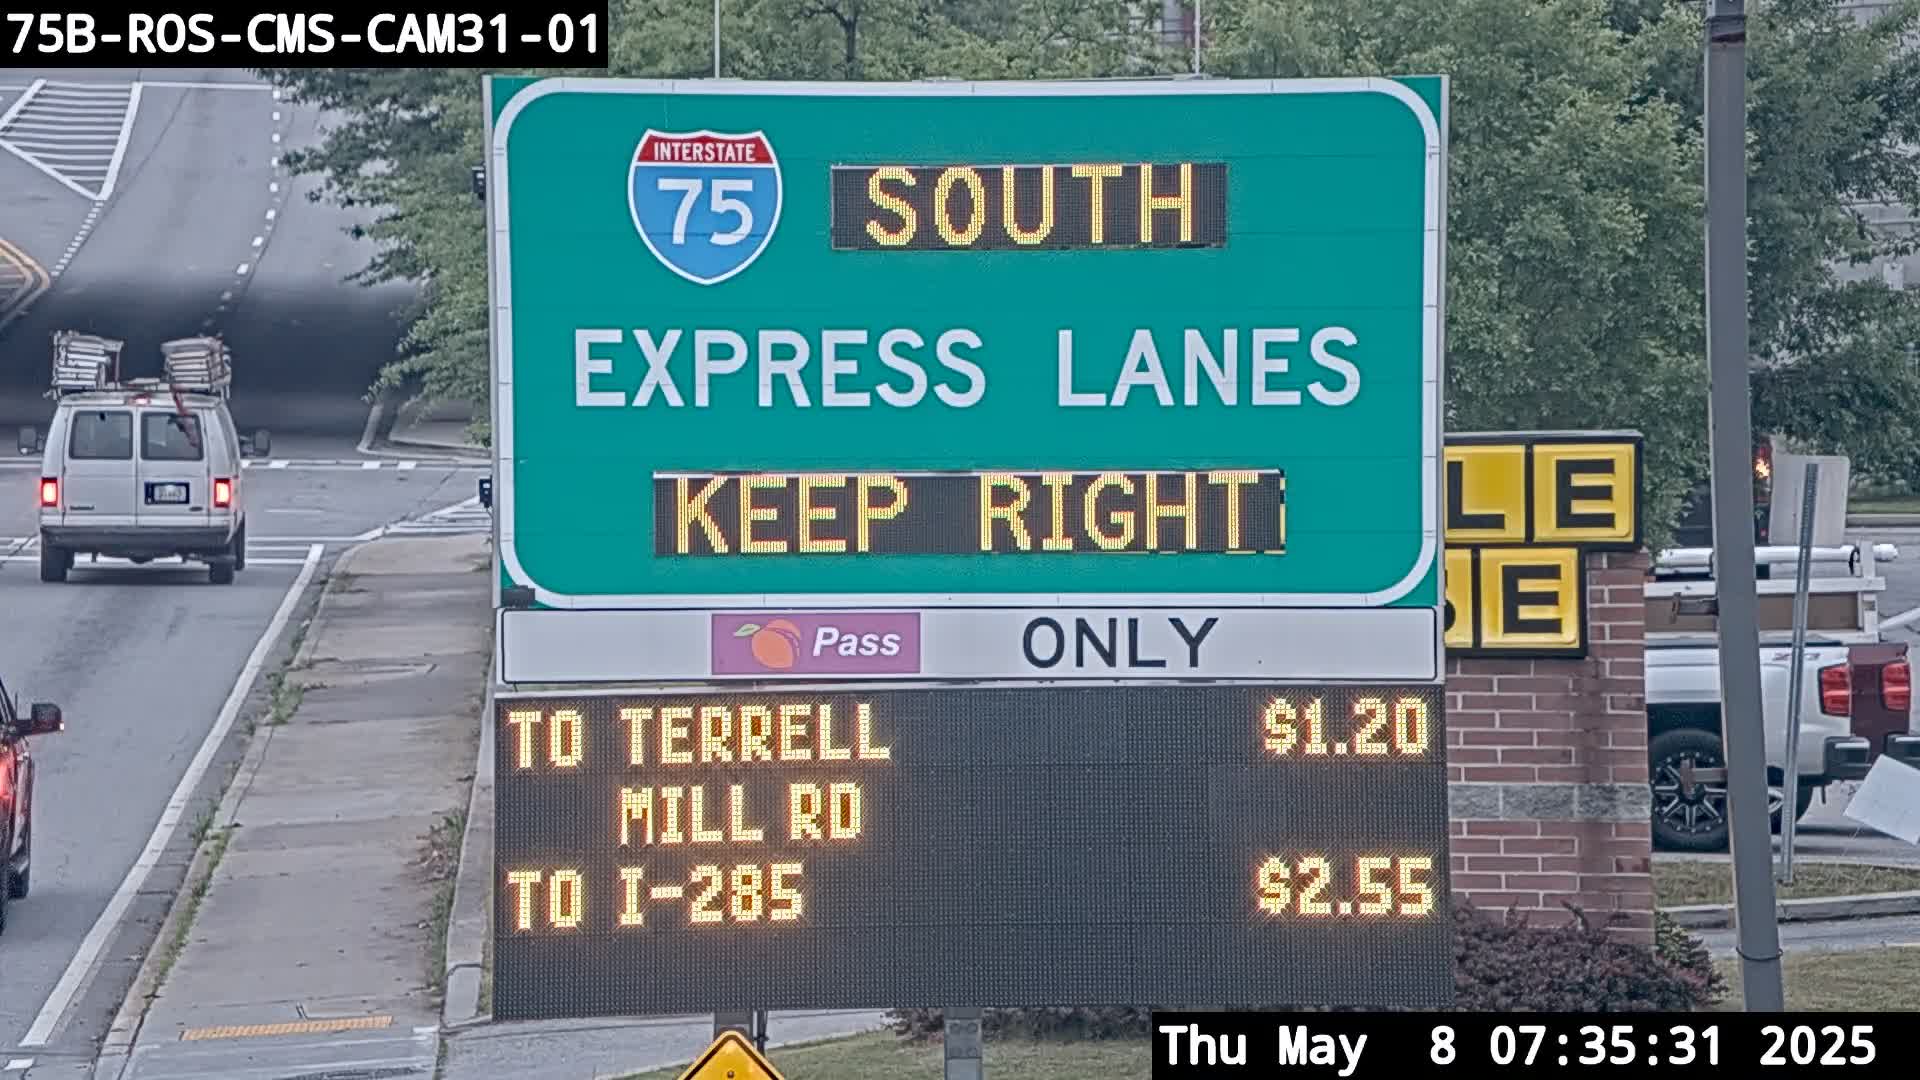 75B-ROS-CMS-CAM31-01
INTERSTATE
75
SOUTH
EXPRESS LANES
KEEP RIGHT
Pass ONLY
TO TERRELL $1.20
MILL RD
TO I-285 $2.55
LE
E
Thu May 8 07:35:31 2025